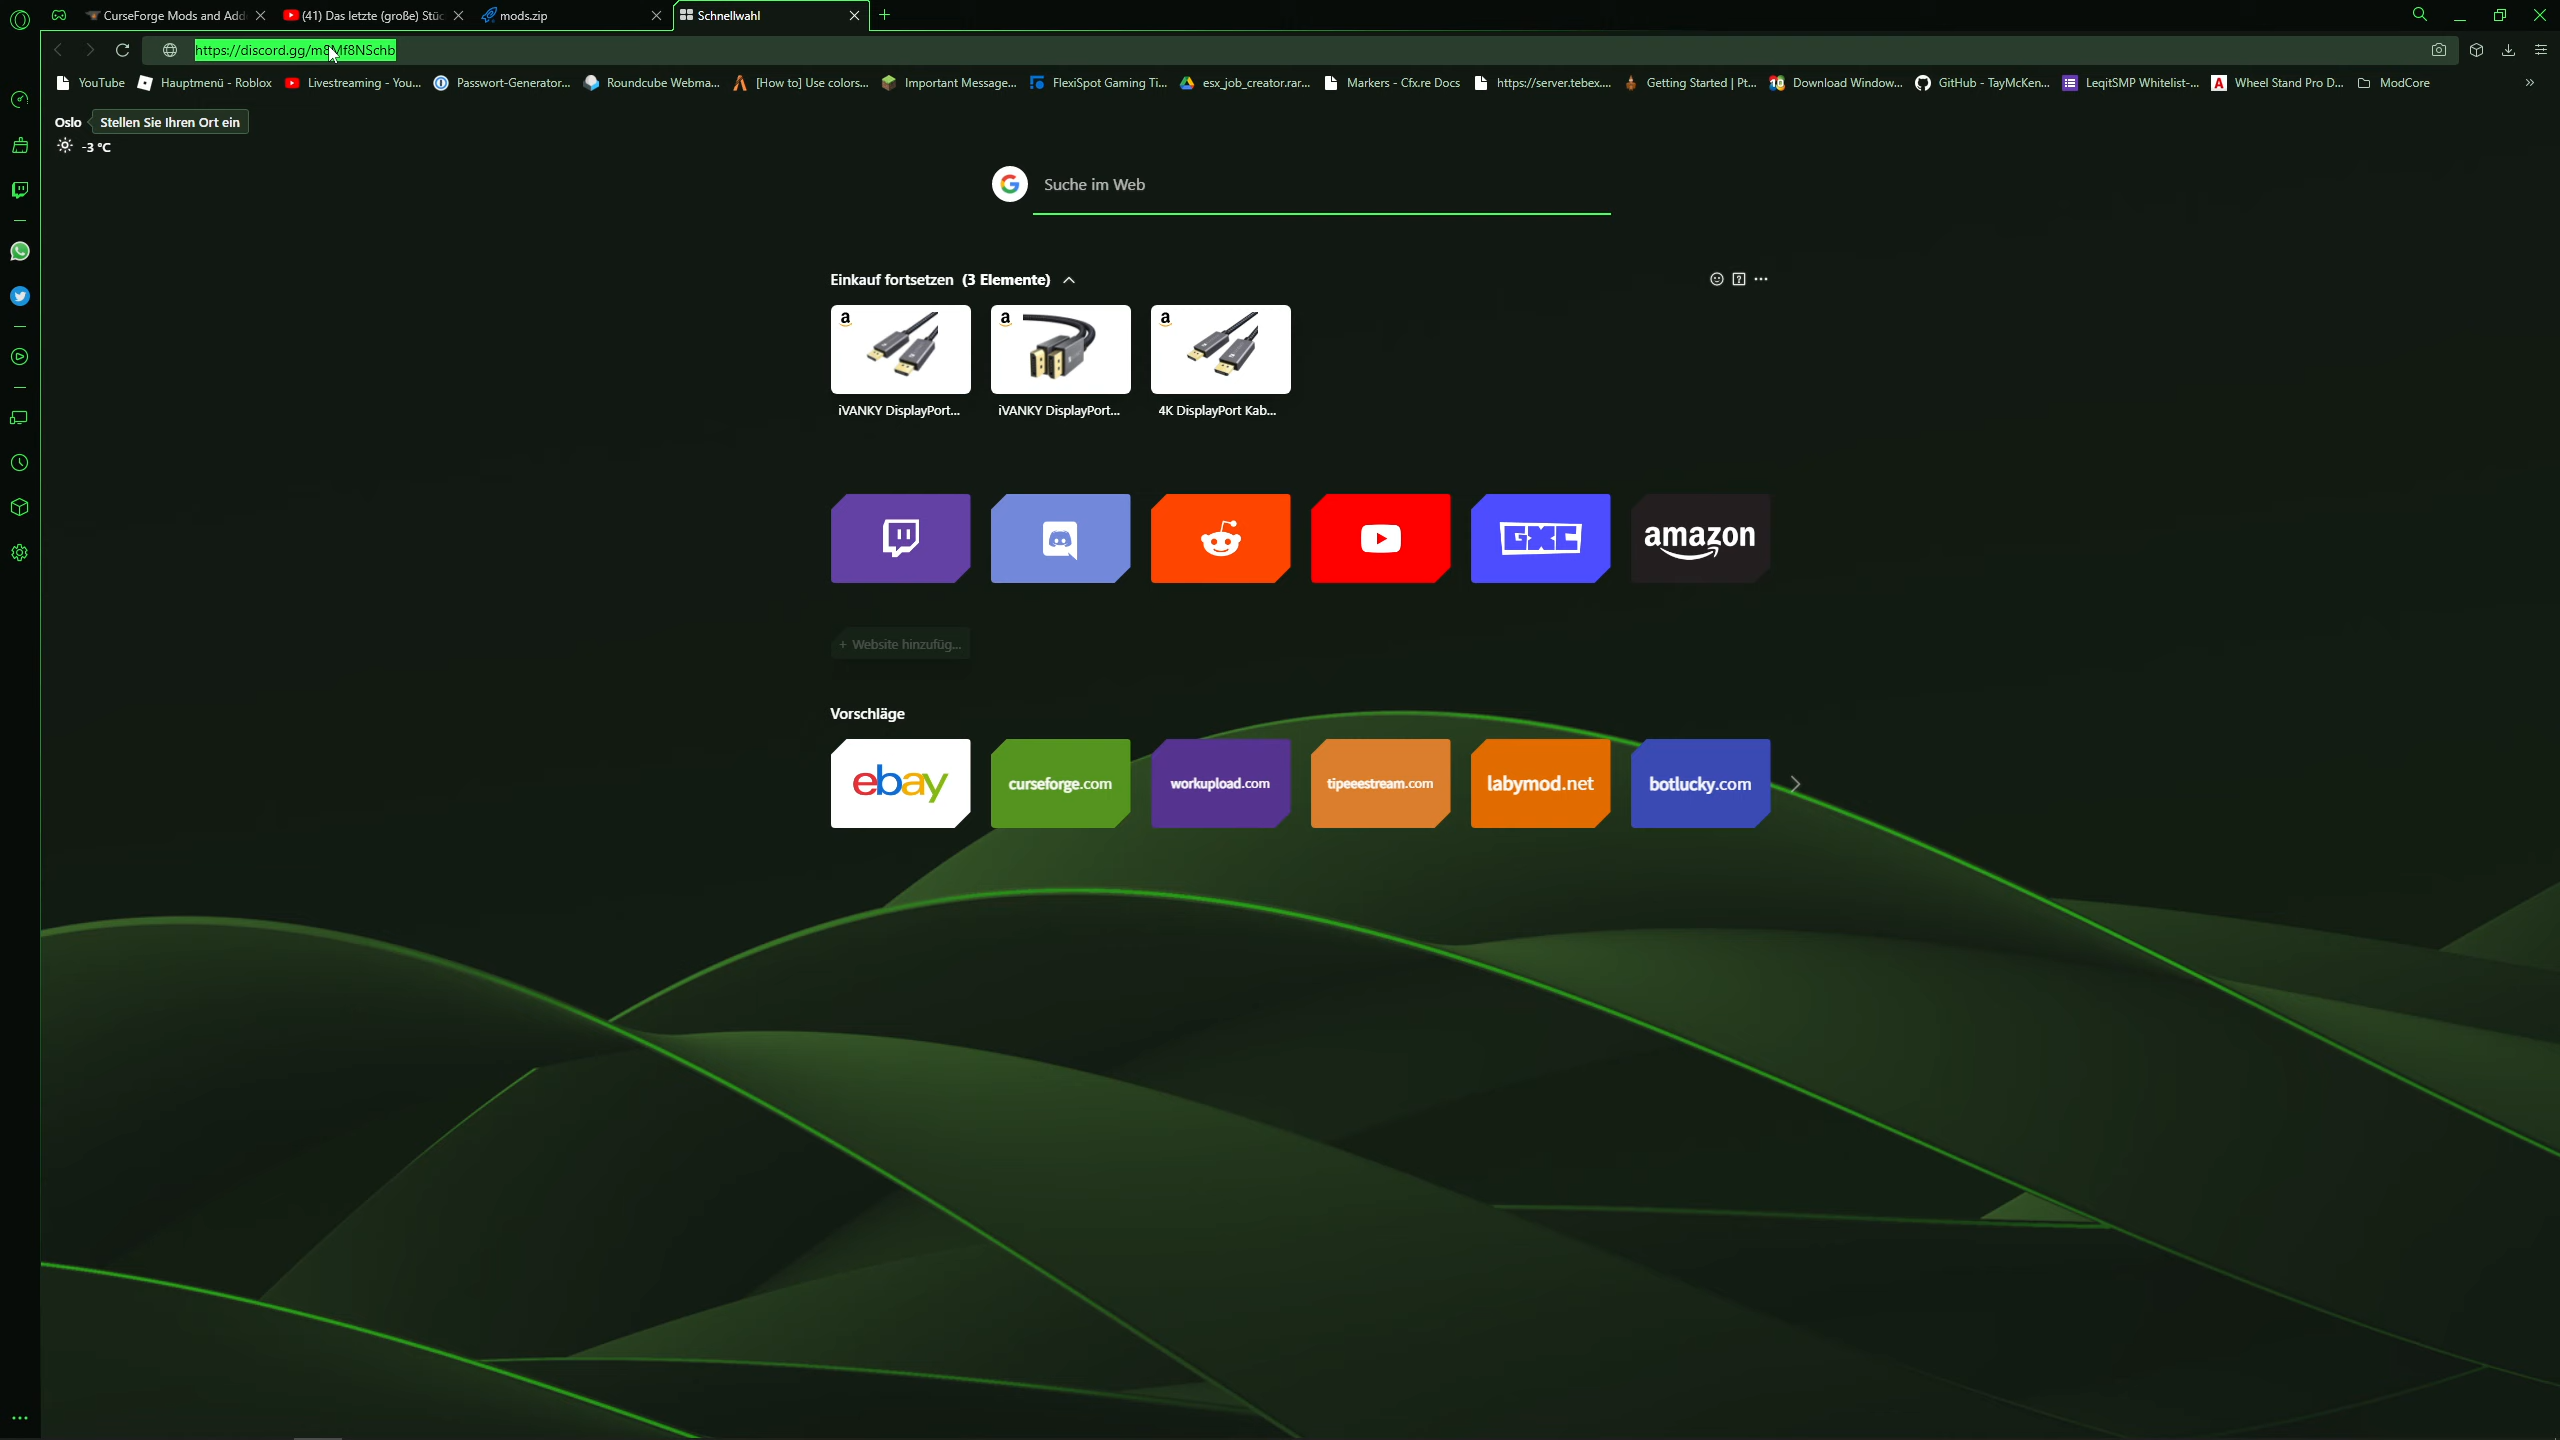 CurseForge Mods and Add
(41) Das letzte (große) Stüc
mods.zip
Schnellwahl
https://discord.gg/m8Mf8NSchb
YouTube
Hauptmenü - Roblox
Livestreaming - You...
Passwort-Generator...
Roundcube Webma...
[How to] Use colors...
Important Message...
FlexiSpot Gaming Ti...
esx_job_creator.rar...
Markers - Cfx.re Docs
https://server.tebex....
Getting Started | Pt...
Download Window...
GitHub - TayMcKen...
LeqitSMP Whitelist-...
Wheel Stand Pro D...
ModCore
Oslo
Stellen Sie Ihren Ort ein
-3 °C
Suche im Web
Einkauf fortsetzen (3 Elemente)
iVANKY DisplayPort...
iVANKY DisplayPort...
4K DisplayPort Kab...
GXC
amazon
+ Website hinzufüg...
Vorschläge
ebay
curseforge.com
workupload.com
tipeeestream.com
labymod.net
botlucky.com